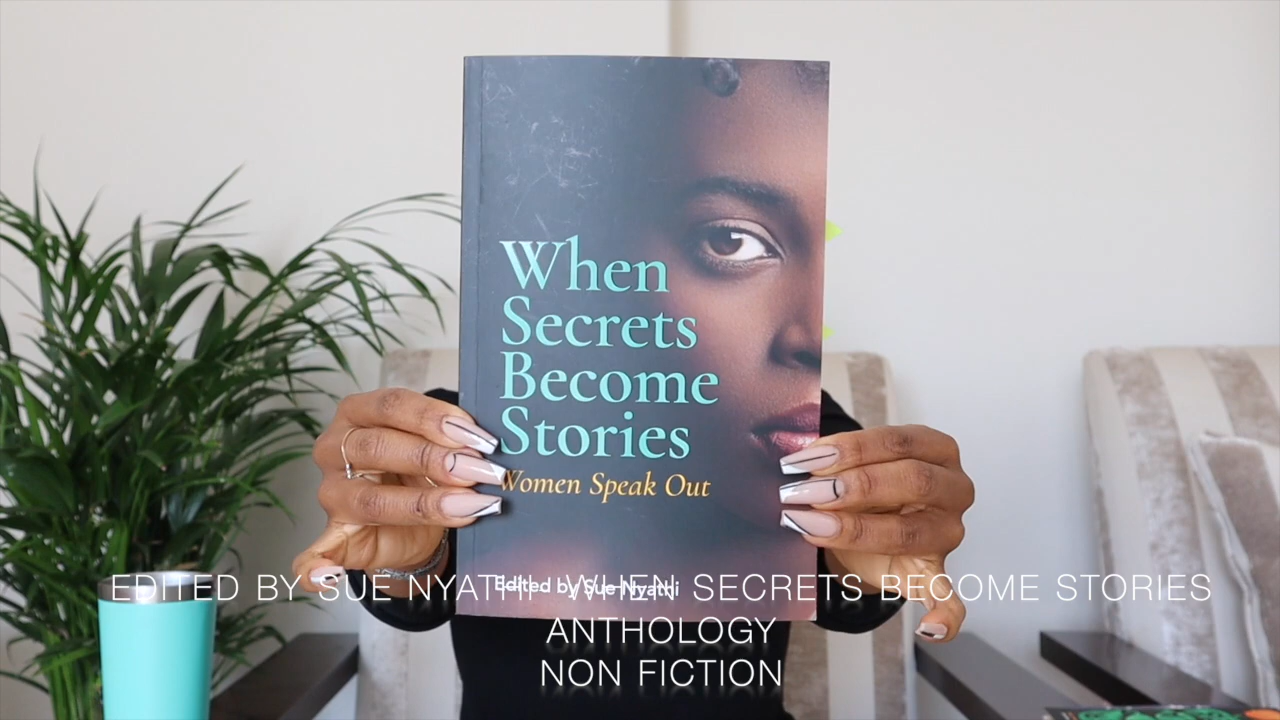 When
Secrets
Become
Stories
Women Speak Out
Edited by Sue Nyathi
EDITED BY SUE NYATHI - WHEN SECRETS BECOME STORIES
ANTHOLOGY
NON FICTION